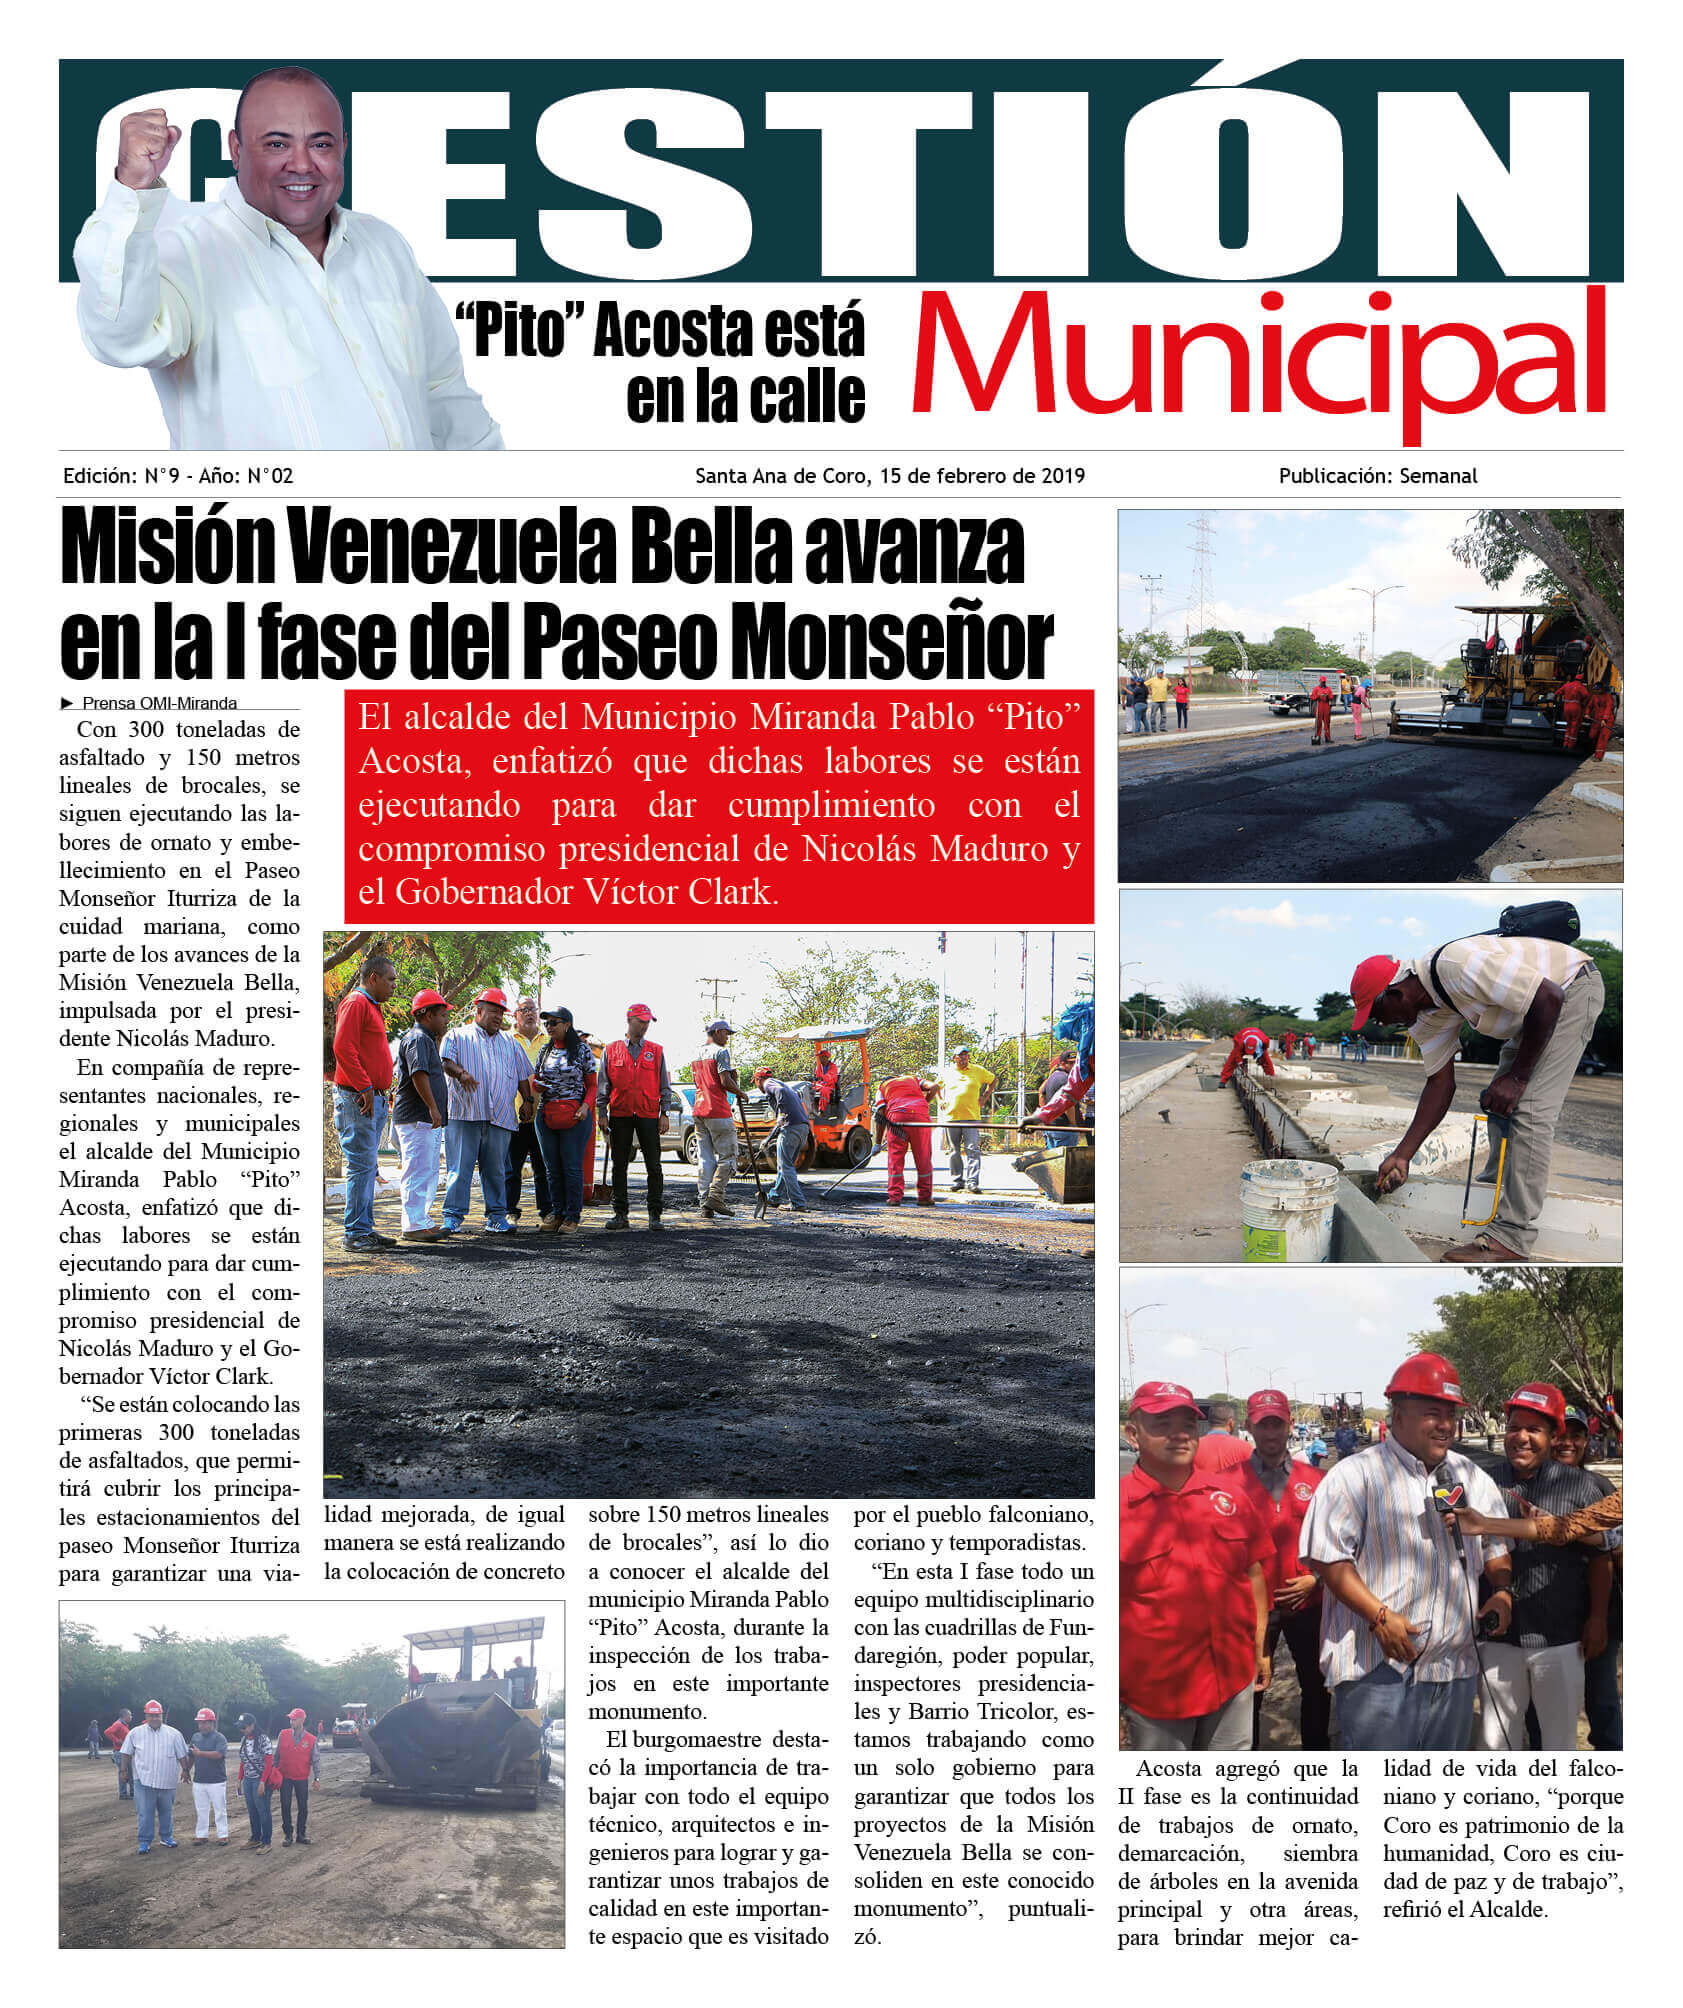 GESTIÓN
Municipal
“Pito” Acosta está
en la calle
Edición: N°9 - Año: N°02
Santa Ana de Coro, 15 de febrero de 2019
Publicación: Semanal
Misión Venezuela Bella avanza
en la I fase del Paseo Monseñor
► Prensa OMI-Miranda
El alcalde del Municipio Miranda Pablo “Pito”
Acosta, enfatizó que dichas labores se están
ejecutando para dar cumplimiento con el
compromiso presidencial de Nicolás Maduro y
el Gobernador Víctor Clark.
Con 300 toneladas de
asfaltado y 150 metros
lineales de brocales, se
siguen ejecutando las la-
bores de ornato y embe-
llecimiento en el Paseo
Monseñor Iturriza de la
cuidad mariana, como
parte de los avances de la
Misión Venezuela Bella,
impulsada por el presi-
dente Nicolás Maduro.
En compañía de repre-
sentantes nacionales, re-
gionales y municipales
el alcalde del Municipio
Miranda Pablo “Pito”
Acosta, enfatizó que di-
chas labores se están
ejecutando para dar cum-
plimiento con el com-
promiso presidencial de
Nicolás Maduro y el Go-
bernador Víctor Clark.
“Se están colocando las
primeras 300 toneladas
de asfaltados, que permi-
tirá cubrir los principa-
les estacionamientos del
paseo Monseñor Iturriza
para garantizar una via-
lidad mejorada, de igual
manera se está realizando
la colocación de concreto
sobre 150 metros lineales
de brocales”, así lo dio
a conocer el alcalde del
municipio Miranda Pablo
“Pito” Acosta, durante la
inspección de los traba-
jos en este importante
monumento.
El burgomaestre desta-
có la importancia de tra-
bajar con todo el equipo
técnico, arquitectos e in-
genieros para lograr y ga-
rantizar unos trabajos de
calidad en este importan-
te espacio que es visitado
por el pueblo falconiano,
coriano y temporadistas.
“En esta I fase todo un
equipo multidisciplinario
con las cuadrillas de Fun-
daregión, poder popular,
inspectores presidencia-
les y Barrio Tricolor, es-
tamos trabajando como
un solo gobierno para
garantizar que todos los
proyectos de la Misión
Venezuela Bella se con-
soliden en este conocido
monumento”, puntuali-
zó.
Acosta agregó que la
II fase es la continuidad
de trabajos de ornato,
demarcación, siembra
de árboles en la avenida
principal y otra áreas,
para brindar mejor ca-
lidad de vida del falco-
niano y coriano, “porque
Coro es patrimonio de la
humanidad, Coro es ciu-
dad de paz y de trabajo”,
refirió el Alcalde.